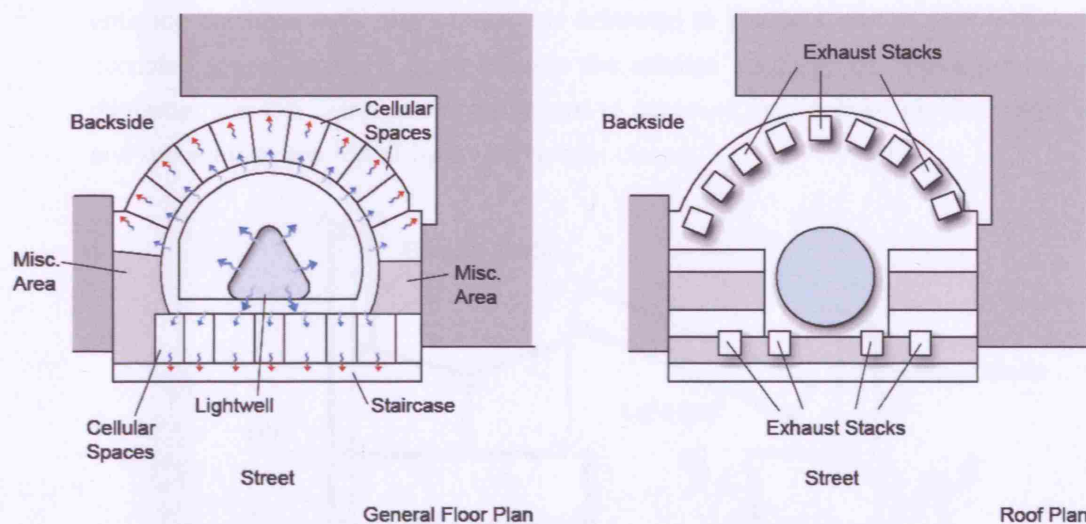 Exhaust Stacks
Backside
Cellular
Spaces
Backside
Misc.
Area
Misc.
Area
Lightwell
Staircase
Cellular
Spaces
Exhaust Stacks
Street
Street
General Floor Plan
Roof Plan